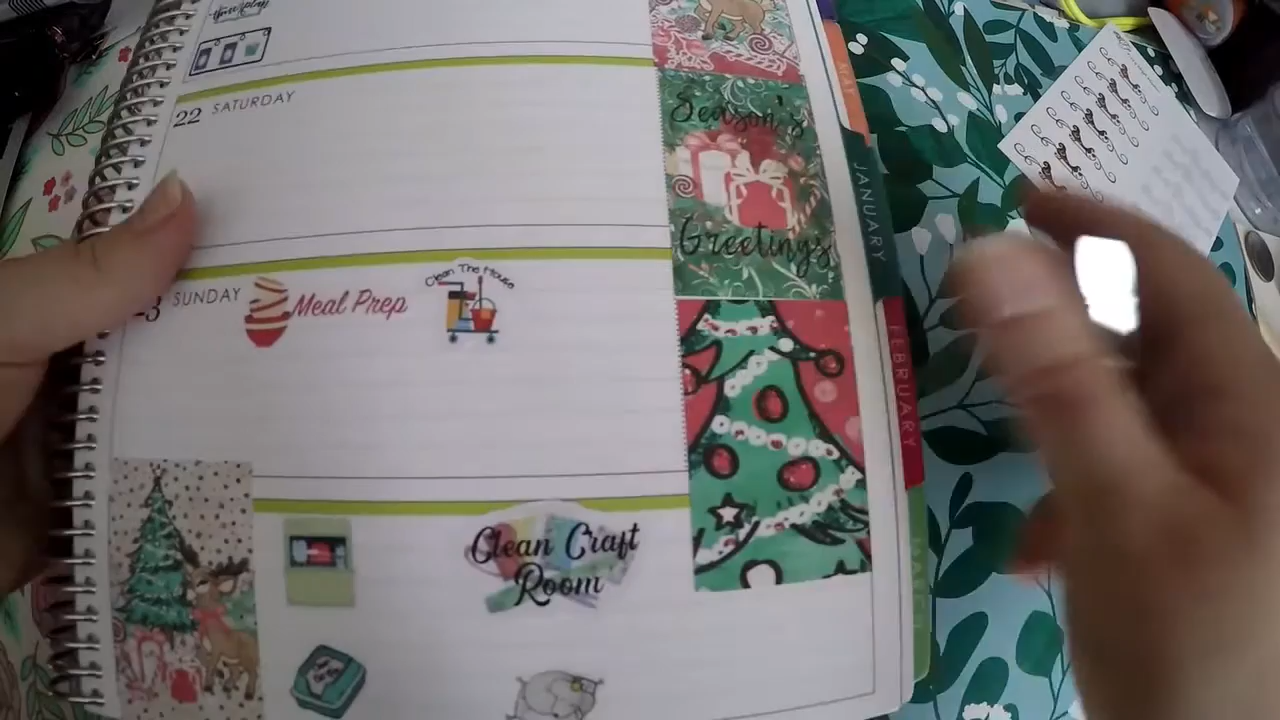 22 SATURDAY
SUNDAY
Meal Prep
Clean The House
Clean Craft
Room
Season's
Greetings
JANUARY
FEBRUARY